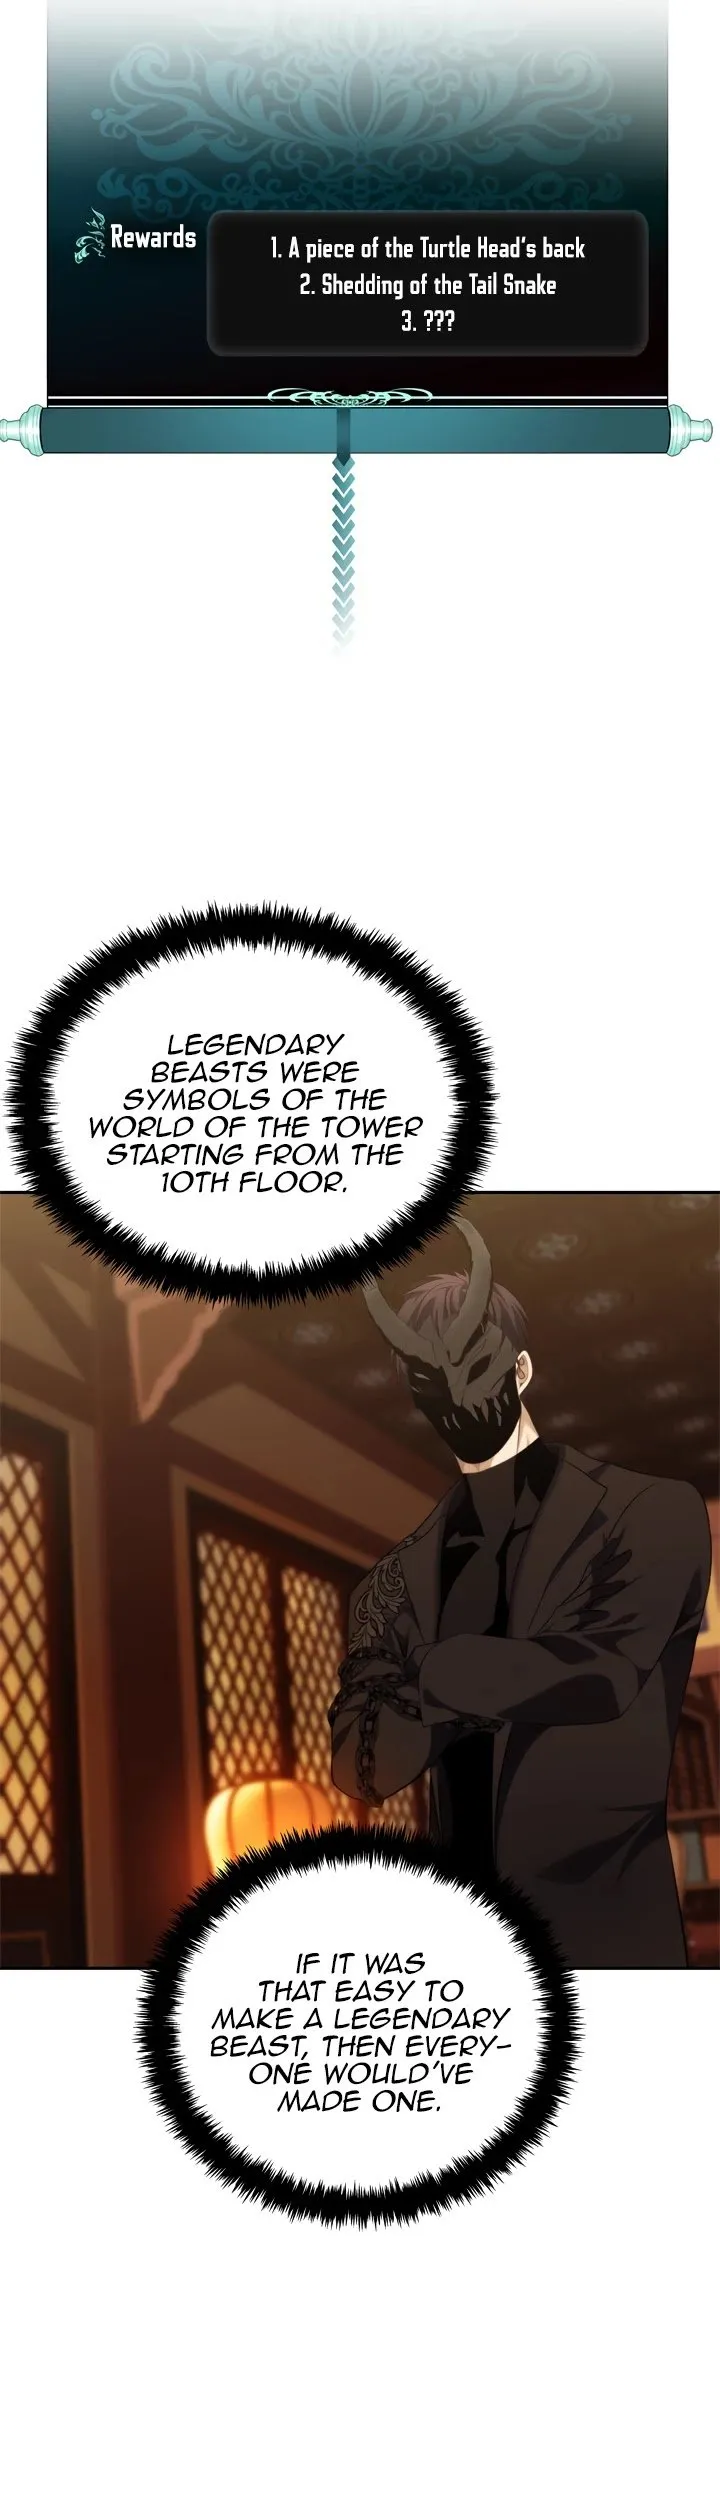 Rewards
1. A piece of the Turtle Head's back
2. Shedding of the Tail Snake
3. ???
LEGENDARY
BEASTS WERE
SYMBOLS OF THE
WORLD OF THE TOWER
STARTING FROM THE
10TH FLOOR.
IF IT WAS
THAT EASY TO
MAKE A LEGENDARY
BEAST, THEN EVERY-
ONE WOULD'VE
MADE ONE.